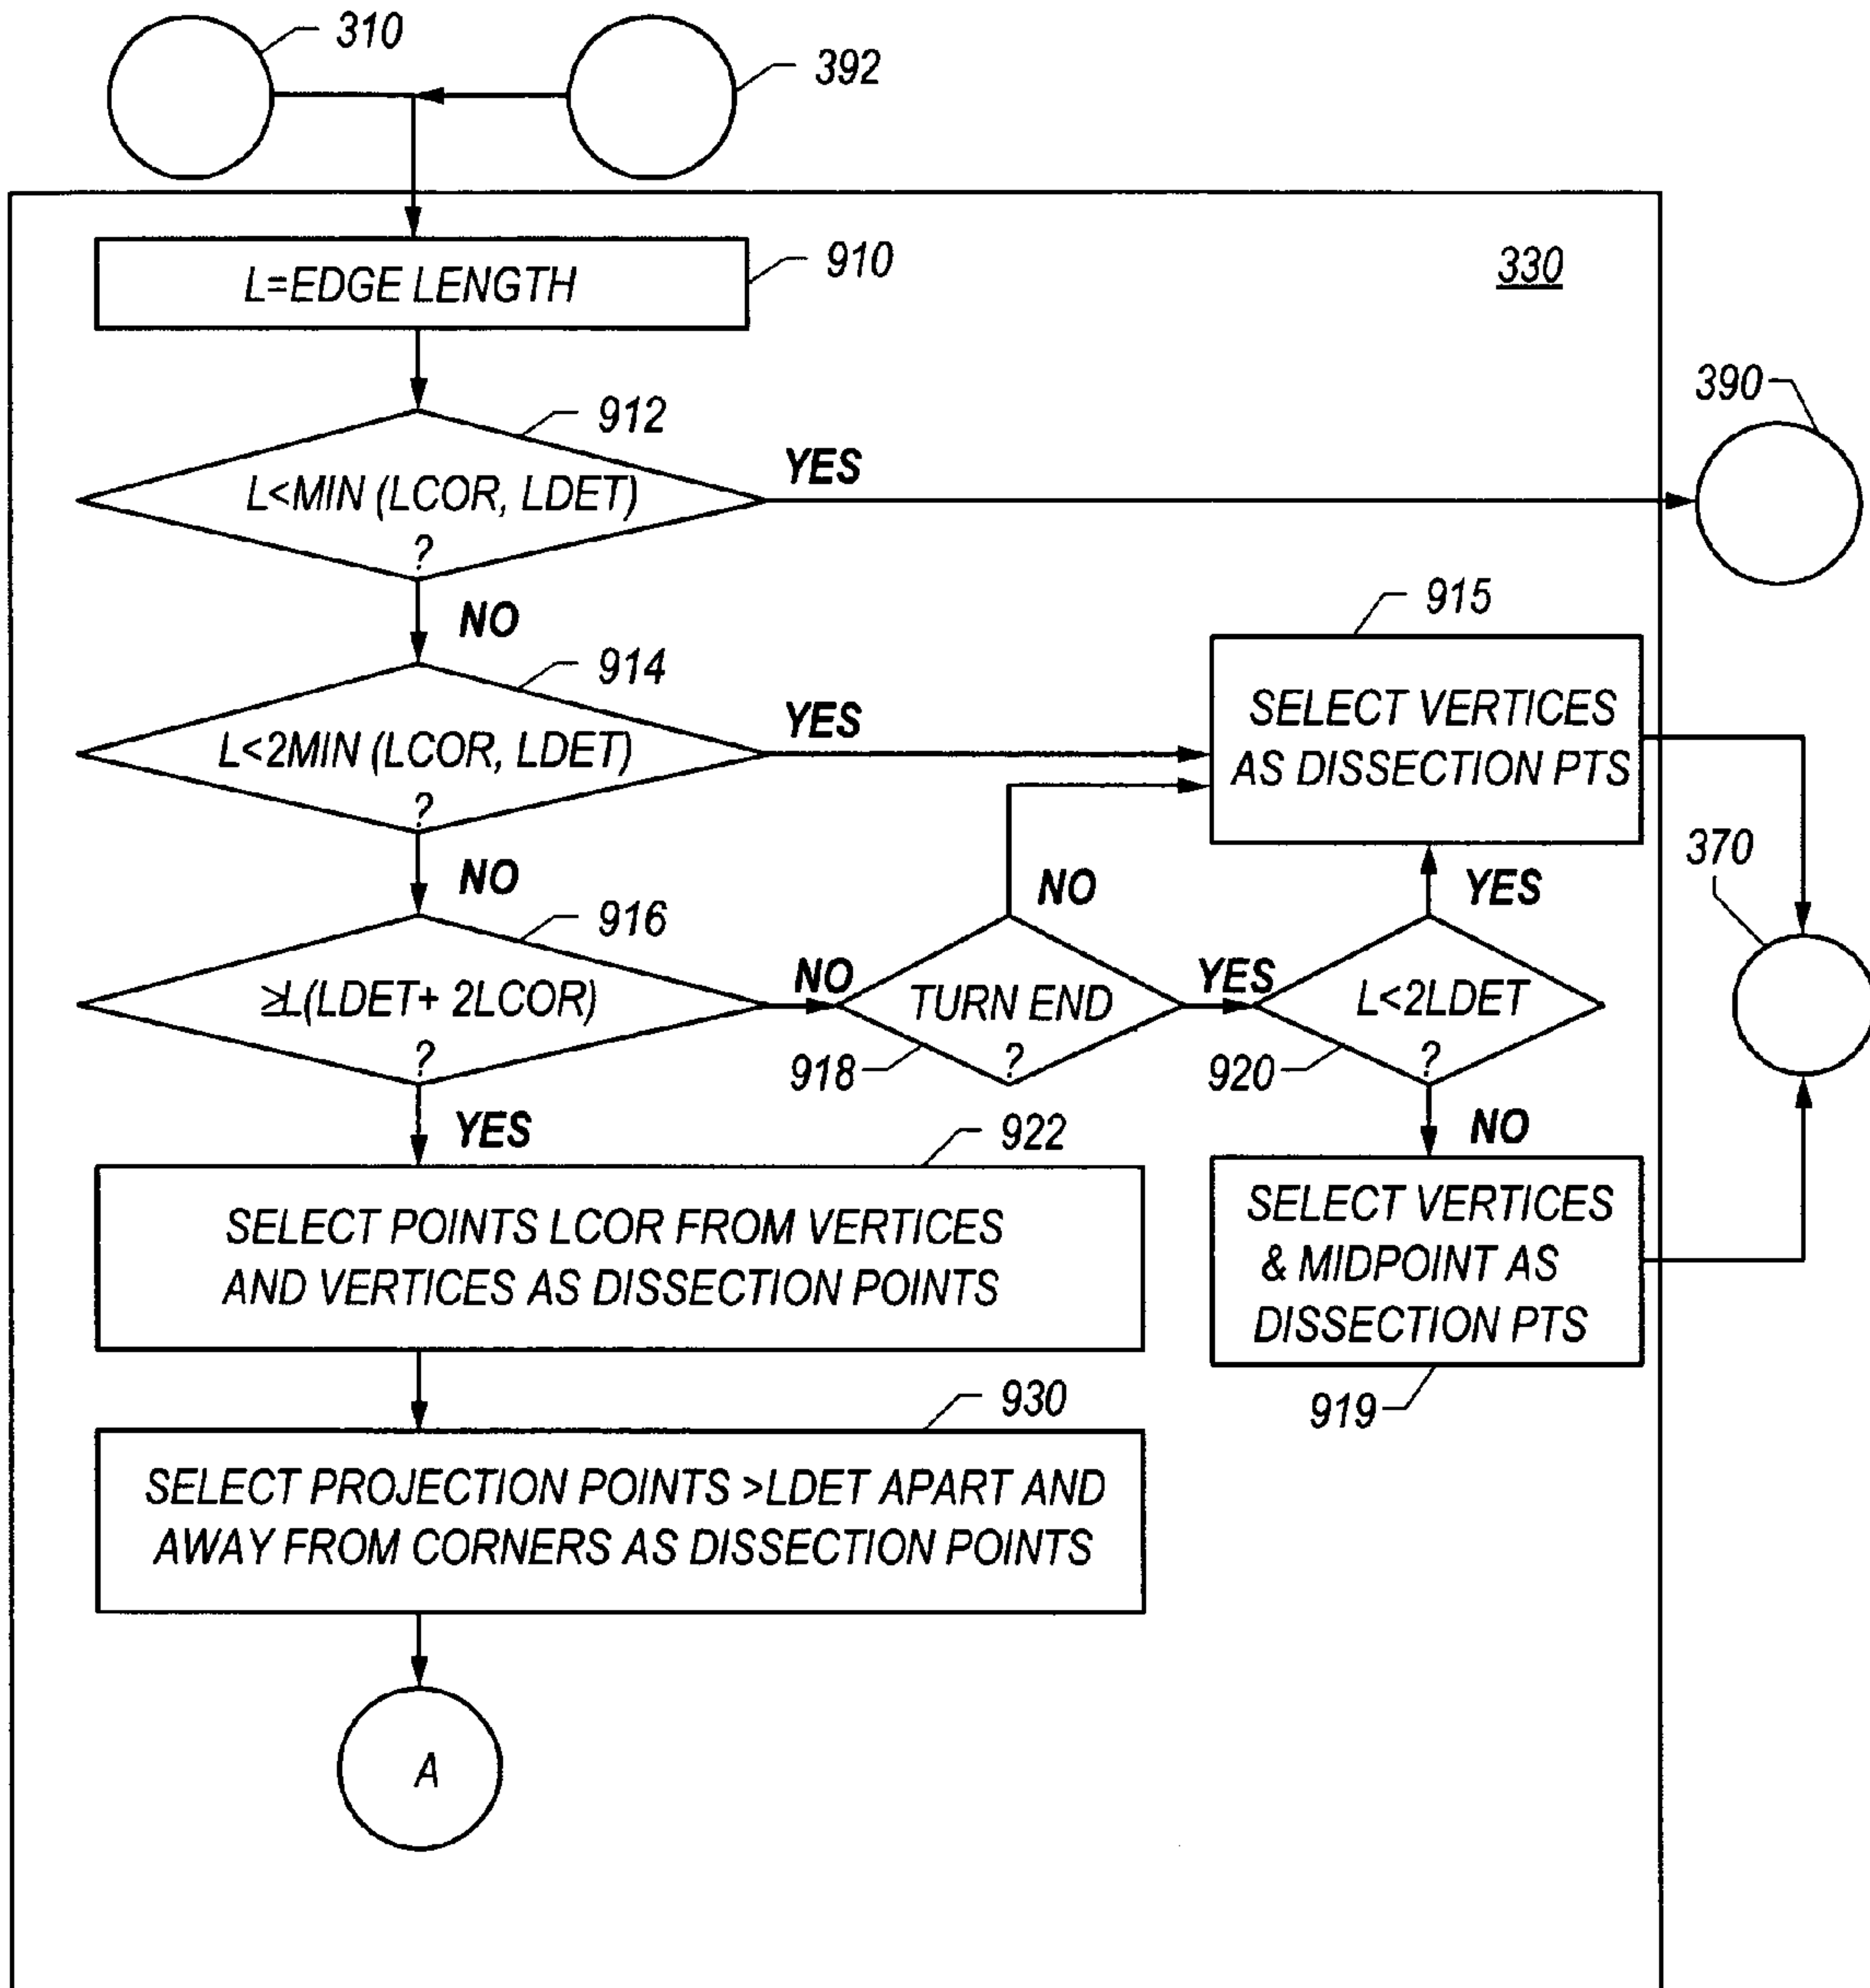 310
392
L=EDGE LENGTH
910
330
912
L<MIN (LCOR, LDET)
?
YES
390
NO
914
L<2MIN (LCOR, LDET)
?
YES
915
SELECT VERTICES
AS DISSECTION PTS
370
NO
916
≥L(LDET+ 2LCOR)
?
NO
NO
TURN END
?
918
YES
YES
L<2LDET
?
920
YES
922
NO
SELECT POINTS LCOR FROM VERTICES
AND VERTICES AS DISSECTION POINTS
SELECT VERTICES
& MIDPOINT AS
DISSECTION PTS
919
930
SELECT PROJECTION POINTS >LDET APART AND
AWAY FROM CORNERS AS DISSECTION POINTS
A